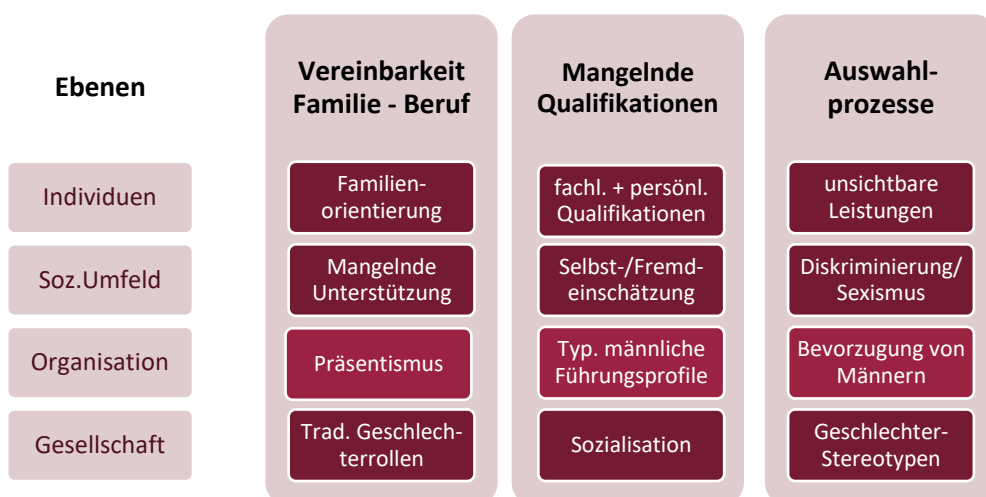 Ebenen
Vereinbarkeit
Familie - Beruf
Mangelnde
Qualifikationen
Auswahl-
prozesse
Individuen
Familien-
orientierung
fachl. + persönl.
Qualifikationen
unsichtbare
Leistungen
Soz.Umfeld
Mangelnde
Unterstützung
Selbst-/Fremd-
einschätzung
Diskriminierung/
Sexismus
Organisation
Präsentismus
Typ. männliche
Führungsprofile
Bevorzugung von
Männern
Gesellschaft
Trad. Geschlech-
terrollen
Sozialisation
Geschlechter-
Stereotypen